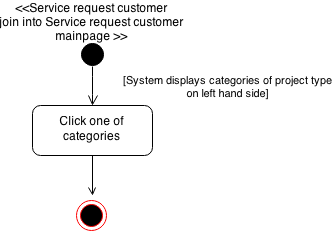 <<Service request customer
join into Service request customer
mainpage >>
[System displays categories of project type
on left hand side]
Click one of
categories